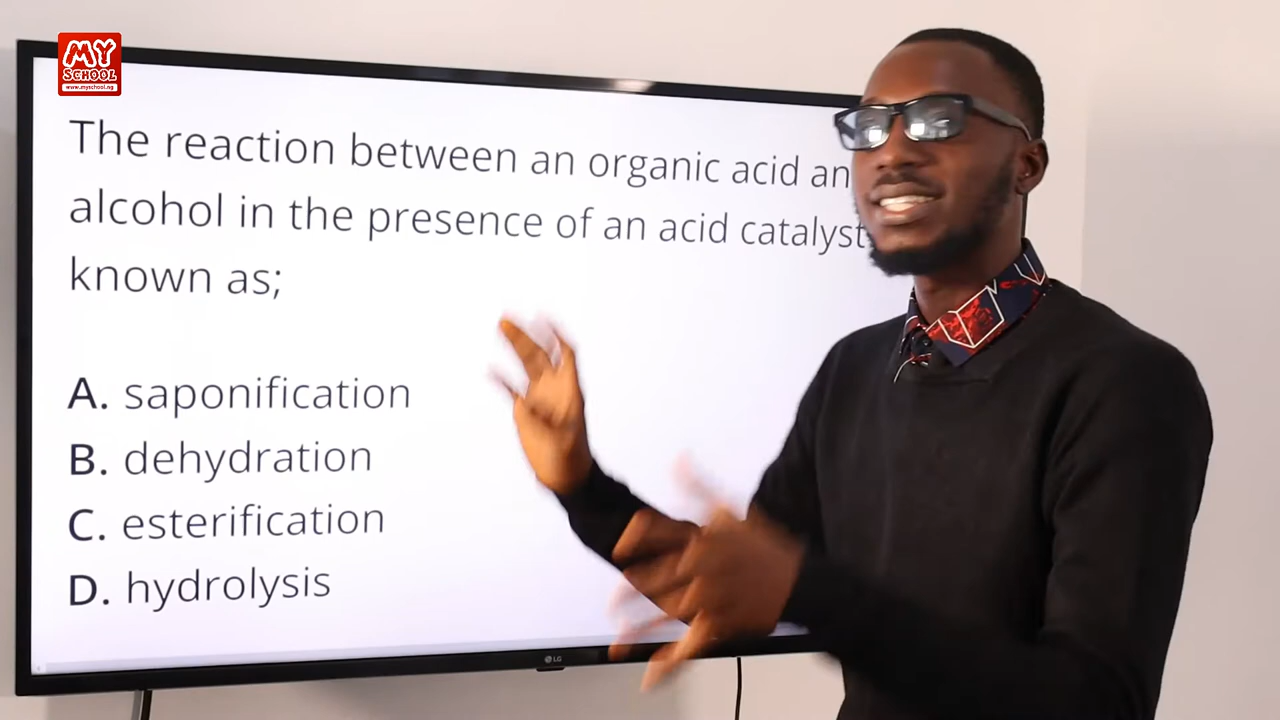 MY
SCHOOL
www.myschool.ng
The reaction between an organic acid an
alcohol in the presence of an acid catalyst
known as;
A. saponification
B. dehydration
C. esterification
D. hydrolysis
LG